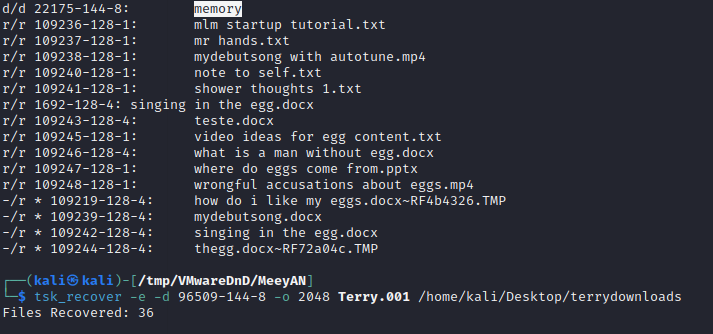 d/d 22175-144-8: memory
r/r 109236-128-1: mlm startup tutorial.txt
r/r 109237-128-1: mr hands.txt
r/r 109238-128-1: mydebutsong with autotune.mp4
r/r 109240-128-1: note to self.txt
r/r 109241-128-1: shower thoughts 1.txt
r/r 1692-128-4: singing in the egg.docx
r/r 109243-128-4: teste.docx
r/r 109245-128-1: video ideas for egg content.txt
r/r 109246-128-4: what is a man without egg.docx
r/r 109247-128-1: where do eggs come from.pptx
r/r 109248-128-1: wrongful accusations about eggs.mp4
-/r * 109219-128-4: how do i like my eggs.docx~RF4b4326.TMP
-/r * 109239-128-4: mydebutsong.docx
-/r * 109242-128-4: singing in the egg.docx
-/r * 109244-128-4: thegg.docx~RF72a04c.TMP
┌──(kali㉿kali)-[/tmp/VMwareDnD/MeeyAN]
└─$ tsk_recover -e -d 96509-144-8 -o 2048 Terry.001 /home/kali/Desktop/terrydownloads
Files Recovered: 36